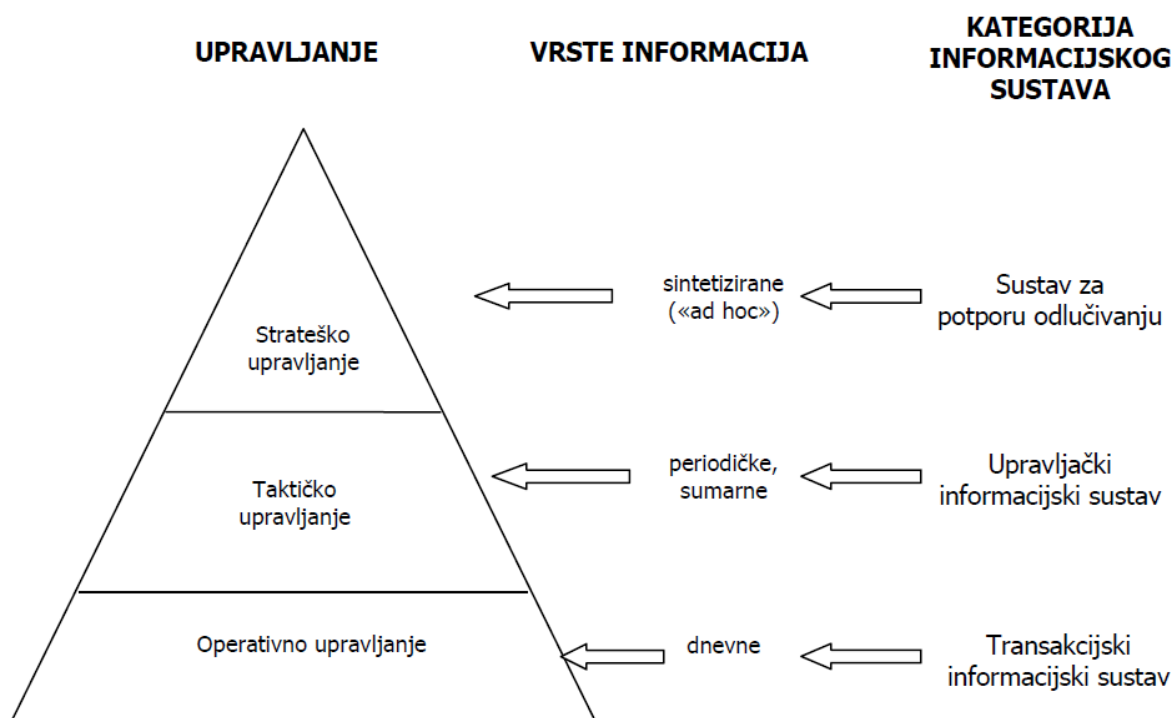 UPRAVLJANJE
VRSTE INFORMACIJA
KATEGORIJA
INFORMACIJSKOG
SUSTAVA
Strateško
upravljanje
sintetizirane
(«ad hoc»)
Sustav za
potporu odlučivanju
Taktičko
upravljanje
periodičke,
sumarne
Upravljački
informacijski sustav
Operativno upravljanje
dnevne
Transakcijski
informacijski sustav